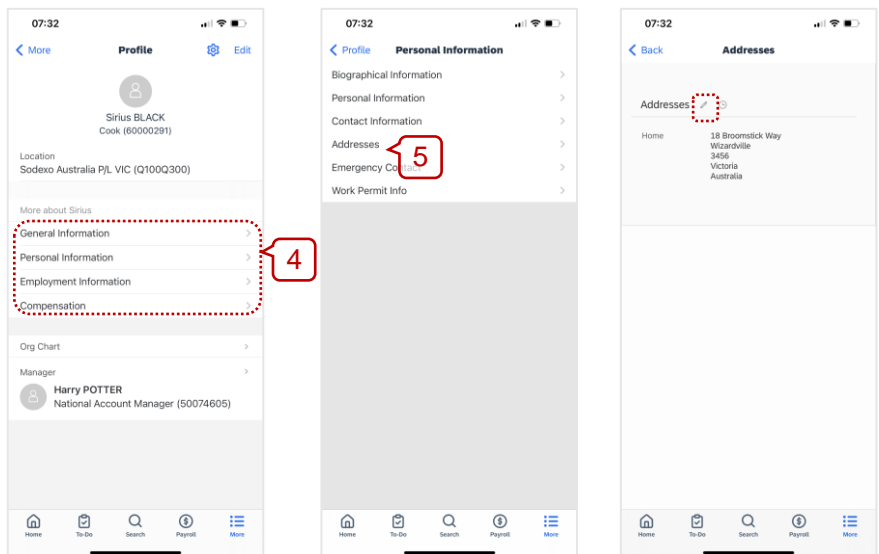 07:32
More
Profile
Edit
Sirius BLACK
Cook (60000291)
Location
Sodexo Australia P/L VIC (Q100Q300)
More about Sirius
General Information
Personal Information
Employment Information
Compensation
4
Org Chart
Manager
Harry POTTER
National Account Manager (50074605)
Home
To-Do
Search
Payroll
More
07:32
Profile
Personal Information
Biographical Information
Personal Information
Contact Information
Addresses
5
Emergency Contact
Work Permit Info
Home
To-Do
Search
Payroll
More
07:32
Back
Addresses
Addresses
Home
18 Broomstick Way
Wizardville
3456
Victoria
Australia
Home
To-Do
Search
Payroll
More